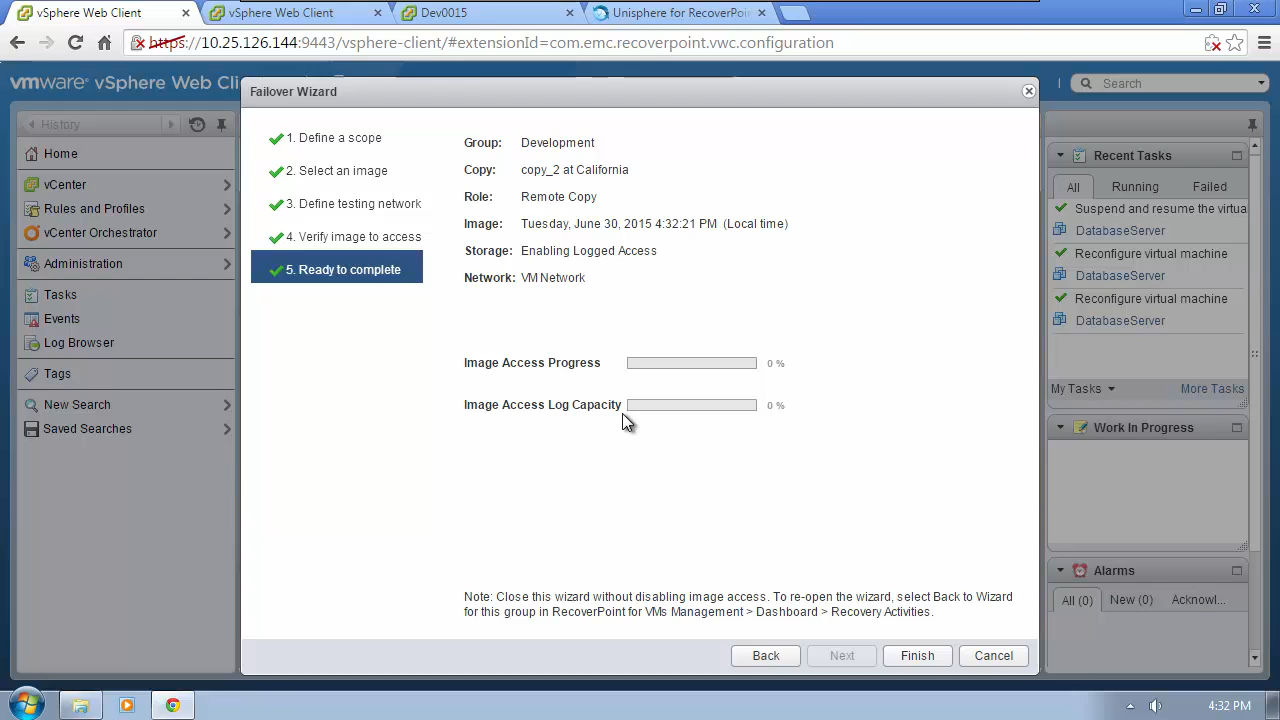 vSphere Web Client
vSphere Web Client
Dev0015
Unisphere for RecoverPoi
https://10.25.126.144:9443/vsphere-client/#extensionId=com.emc.recoverpoint.vwc.configuration
vmware® vSphere Web Cli
Search
Failover Wizard
History
Home
vCenter
Rules and Profiles
vCenter Orchestrator
Administration
Tasks
Events
Log Browser
Tags
New Search
Saved Searches
1. Define a scope
2. Select an image
3. Define testing network
4. Verify image to access
5. Ready to complete
Group: Development
Copy: copy_2 at California
Role: Remote Copy
Image: Tuesday, June 30, 2015 4:32:21 PM (Local time)
Storage: Enabling Logged Access
Network: VM Network
Image Access Progress 0 %
Image Access Log Capacity 0 %
Note: Close this wizard without disabling image access. To re-open the wizard, select Back to Wizard
for this group in RecoverPoint for VMs Management > Dashboard > Recovery Activities.
Back Next Finish Cancel
Recent Tasks
All Running Failed
Suspend and resume the virtua
DatabaseServer
Reconfigure virtual machine
DatabaseServer
Reconfigure virtual machine
DatabaseServer
My Tasks More Tasks
Work In Progress
Alarms
All (0) New (0) Acknowl...
4:32 PM